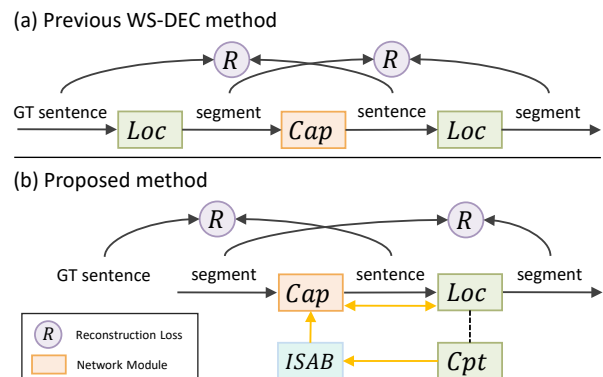 (a) Previous WS-DEC method
R R
GT sentence segment sentence segment
Loc Cap Loc
(b) Proposed method
R R
GT sentence segment sentence segment
Cap Loc
R Reconstruction Loss
Network Module
ISAB Cpt